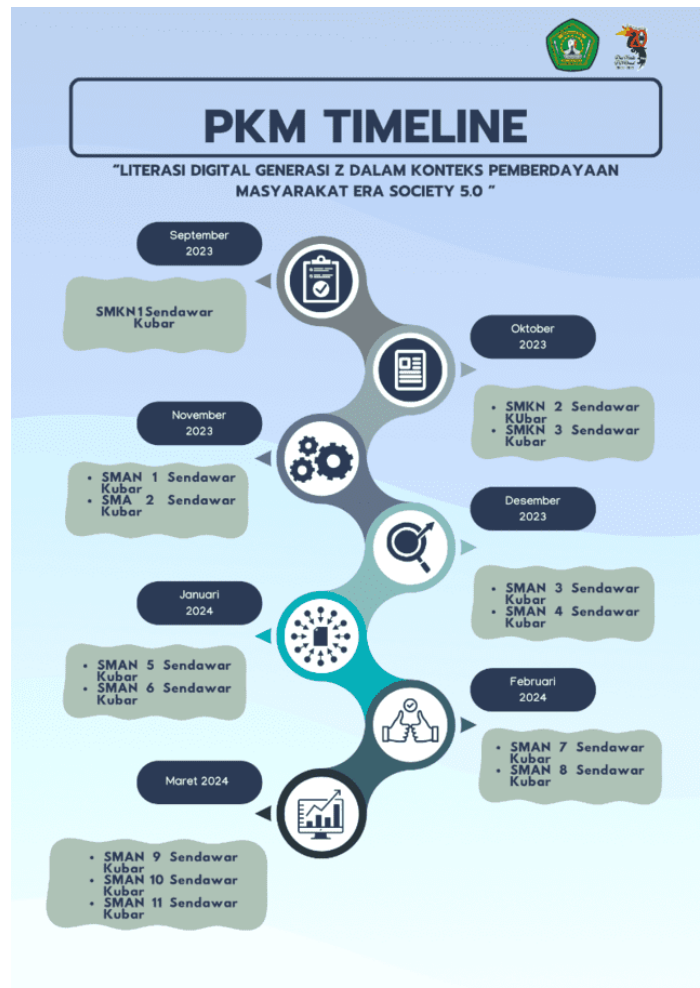 PKM TIMELINE
“LITERASI DIGITAL GENERASI Z DALAM KONTEKS PEMBERDAYAAN
MASYARAKAT ERA SOCIETY 5.0 ”
September
2023
SMKN 1 Sendawar
Kubar
Oktober
2023
• SMKN 2 Sendawar
KUbar
• SMKN 3 Sendawar
Kubar
November
2023
• SMAN 1 Sendawar
Kubar
• SMA 2 Sendawar
Kubar
Desember
2023
• SMAN 3 Sendawar
Kubar
• SMAN 4 Sendawar
Kubar
Januari
2024
• SMAN 5 Sendawar
Kubar
• SMAN 6 Sendawar
Kubar
Februari
2024
• SMAN 7 Sendawar
Kubar
• SMAN 8 Sendawar
Kubar
Maret 2024
• SMAN 9 Sendawar
Kubar
• SMAN 10 Sendawar
Kubar
• SMAN 11 Sendawar
Kubar